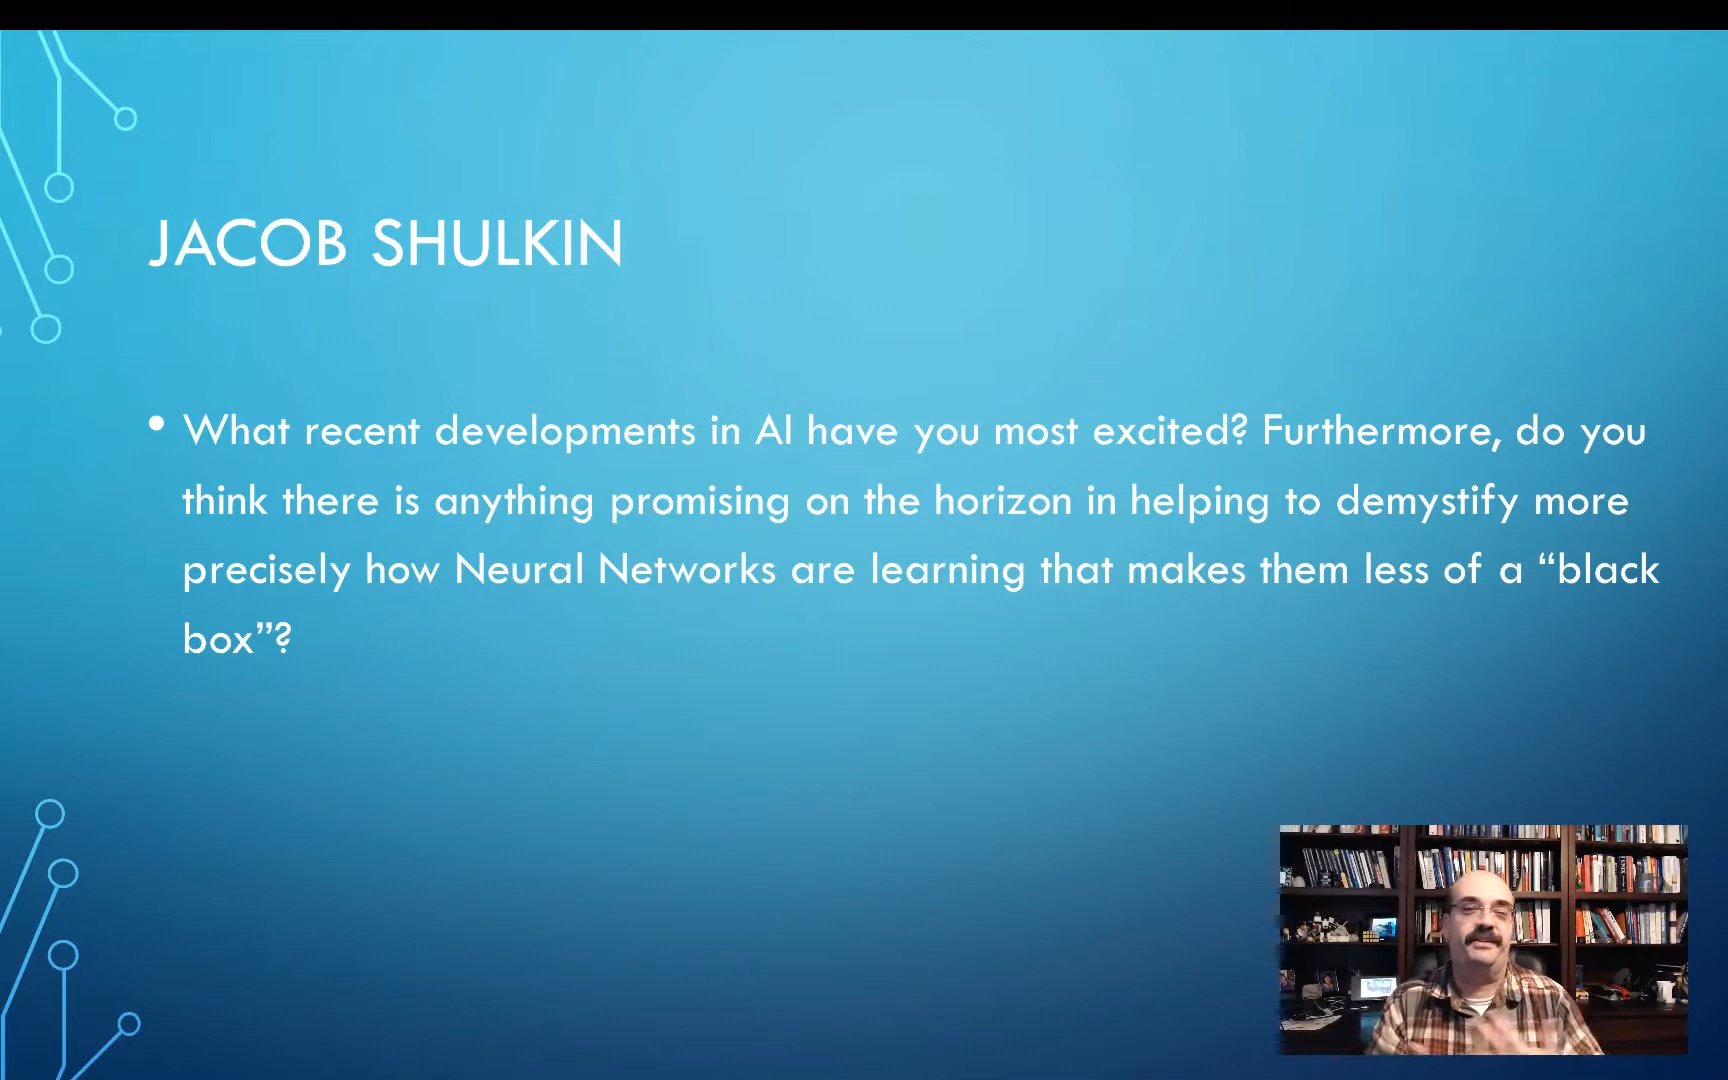 JACOB SHULKIN
• What recent developments in AI have you most excited? Furthermore, do you
think there is anything promising on the horizon in helping to demystify more
precisely how Neural Networks are learning that makes them less of a “black
box”?